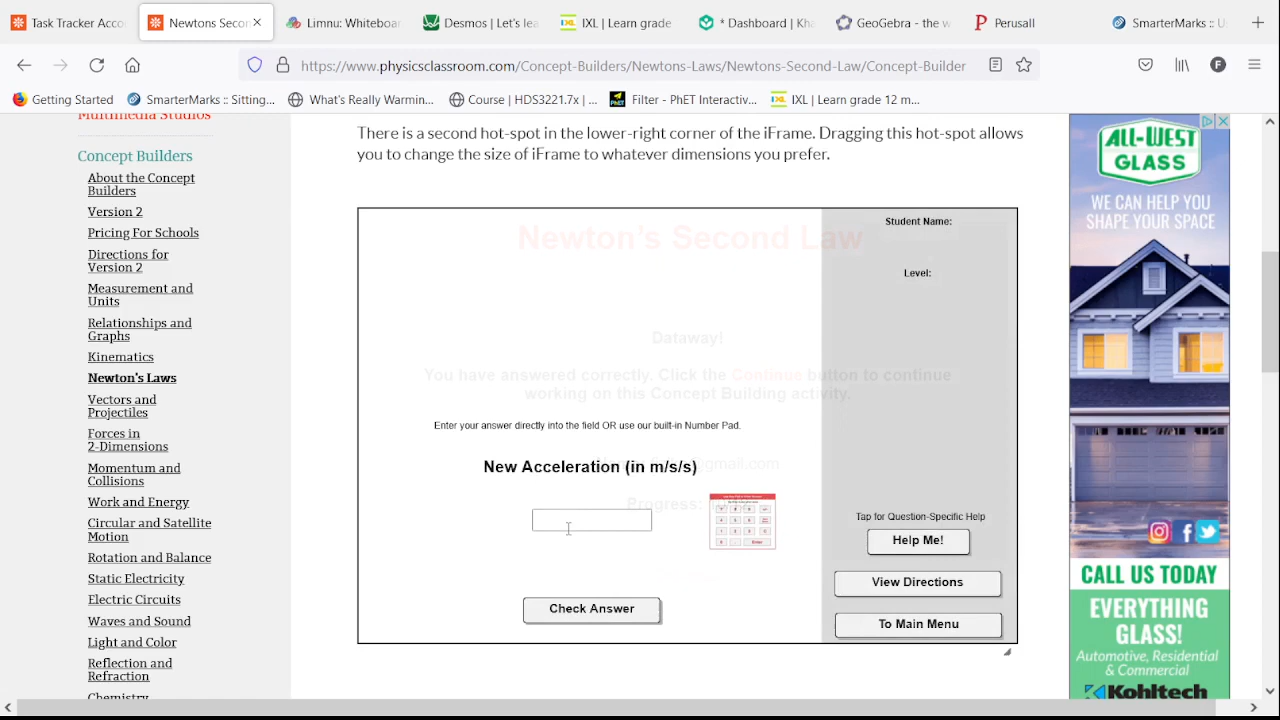 Task Tracker Acco
Newtons Secon
Limnu: Whiteboar
Desmos | Let's lea
IXL | Learn grade
* Dashboard | Kha
GeoGebra - the w
Perusall
SmarterMarks :: U
https://www.physicsclassroom.com/Concept-Builders/Newtons-Laws/Newtons-Second-Law/Concept-Builder
F
Getting Started
SmarterMarks :: Sitting...
What's Really Warmin...
Course | HDS3221.7x | ...
Filter - PhET Interactiv...
IXL | Learn grade 12 m...
Multimedia Studios
Concept Builders
About the Concept
Builders
Version 2
Pricing For Schools
Directions for
Version 2
Measurement and
Units
Relationships and
Graphs
Kinematics
Newton's Laws
Vectors and
Projectiles
Forces in
2-Dimensions
Momentum and
Collisions
Work and Energy
Circular and Satellite
Motion
Rotation and Balance
Static Electricity
Electric Circuits
Waves and Sound
Light and Color
Reflection and
Refraction
Chemistry
There is a second hot-spot in the lower-right corner of the iFrame. Dragging this hot-spot allows
you to change the size of iFrame to whatever dimensions you prefer.
Newton's Second Law
Dataway!
You have answered correctly. Click the Continue button to continue
working on this Concept Building activity.
Enter your answer directly into the field OR use our built-in Number Pad.
New Acceleration (in m/s/s)
@gmail.com
Progress:
Check Answer
Student Name:
Level:
Tap for Question-Specific Help
Help Me!
View Directions
To Main Menu
ALL-WEST
GLASS
WE CAN HELP YOU
SHAPE YOUR SPACE
CALL US TODAY
FOR
EVERYTHING
GLASS!
Automotive, Residential
& Commercial
Kohltech